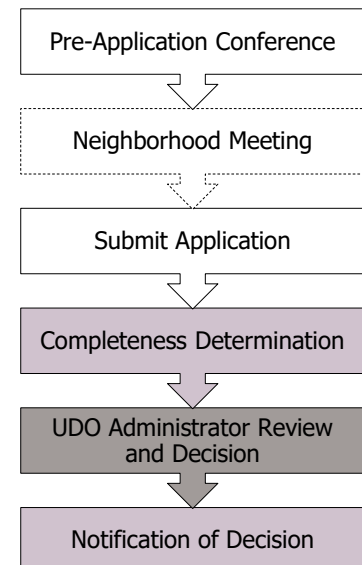 Pre-Application Conference
Neighborhood Meeting
Submit Application
Completeness Determination
UDO Administrator Review
and Decision
Notification of Decision